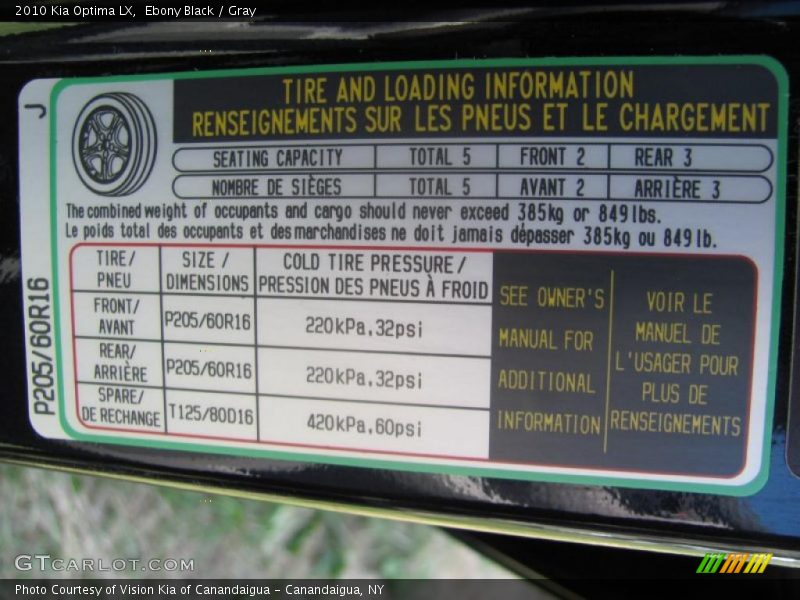 2010 Kia Optima LX,  Ebony Black / Gray
J
P205/60R16
TIRE AND LOADING INFORMATION
RENSEIGNEMENTS SUR LES PNEUS ET LE CHARGEMENT
SEATING CAPACITY TOTAL 5 FRONT 2 REAR 3
NOMBRE DE SIÈGES TOTAL 5 AVANT 2 ARRIÈRE 3
The combined weight of occupants and cargo should never exceed 385kg or 849lbs.
Le poids total des occupants et des marchandises ne doit jamais dépasser 385kg ou 849lb.
TIRE/
PNEU
SIZE /
DIMENSIONS
COLD TIRE PRESSURE/
PRESSION DES PNEUS À FROID
FRONT/
AVANT
P205/60R16
220kPa,32psi
REAR/
ARRIÈRE
P205/60R16
220kPa,32psi
SPARE/
DE RECHANGE
T125/80D16
420kPa,60psi
SEE OWNER'S
MANUAL FOR
ADDITIONAL
INFORMATION
VOIR LE
MANUEL DE
L'USAGER POUR
PLUS DE
RENSEIGNEMENTS
GTCARLOT.COM
Photo Courtesy of Vision Kia of Canandaigua - Canandaigua, NY